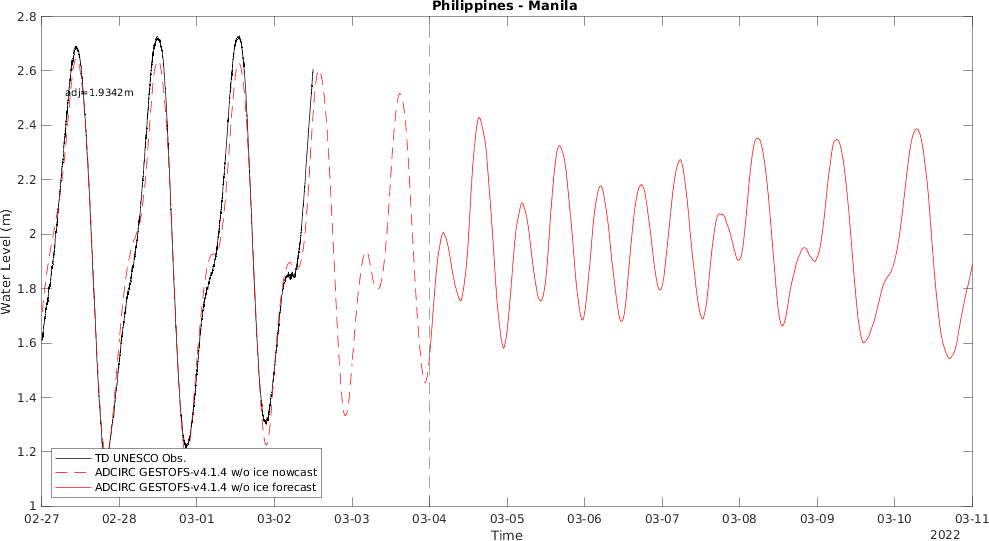 Philippines - Manila
2.8
2.6
2.4
2.2
2
1.8
1.6
1.4
1.2
1
Water Level (m)
adj=1.9342m
TD UNESCO Obs.
ADCIRC GESTOFS-v4.1.4 w/o ice nowcast
ADCIRC GESTOFS-v4.1.4 w/o ice forecast
02-27 02-28 03-01 03-02 03-03 03-04 03-05 03-06 03-07 03-08 03-09 03-10 03-11
Time
2022